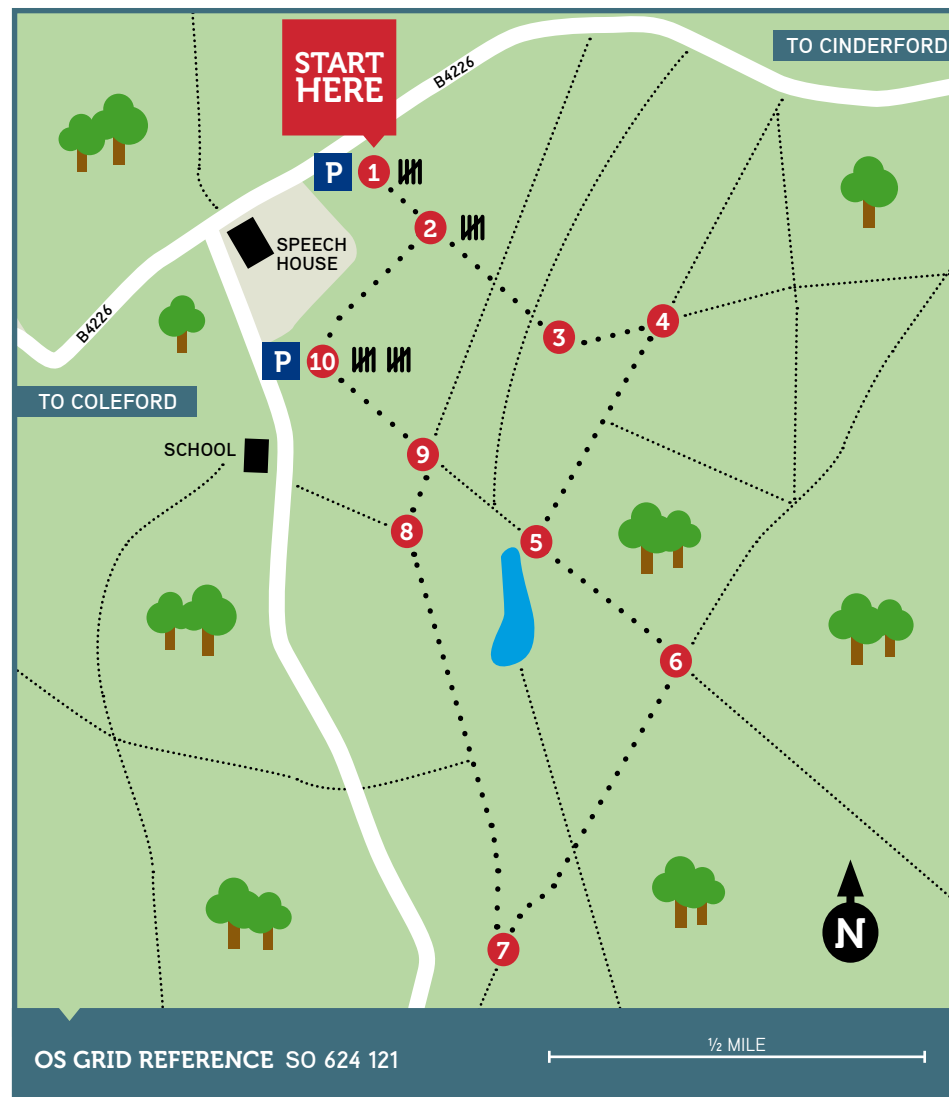 TO CINDERFORD
START
HERE
B4226
P
1
2
SPEECH
HOUSE
B4226
3
4
P
10
TO COLEFORD
SCHOOL
9
8
5
6
7
N
OS GRID REFERENCE SO 624 121
½ MILE